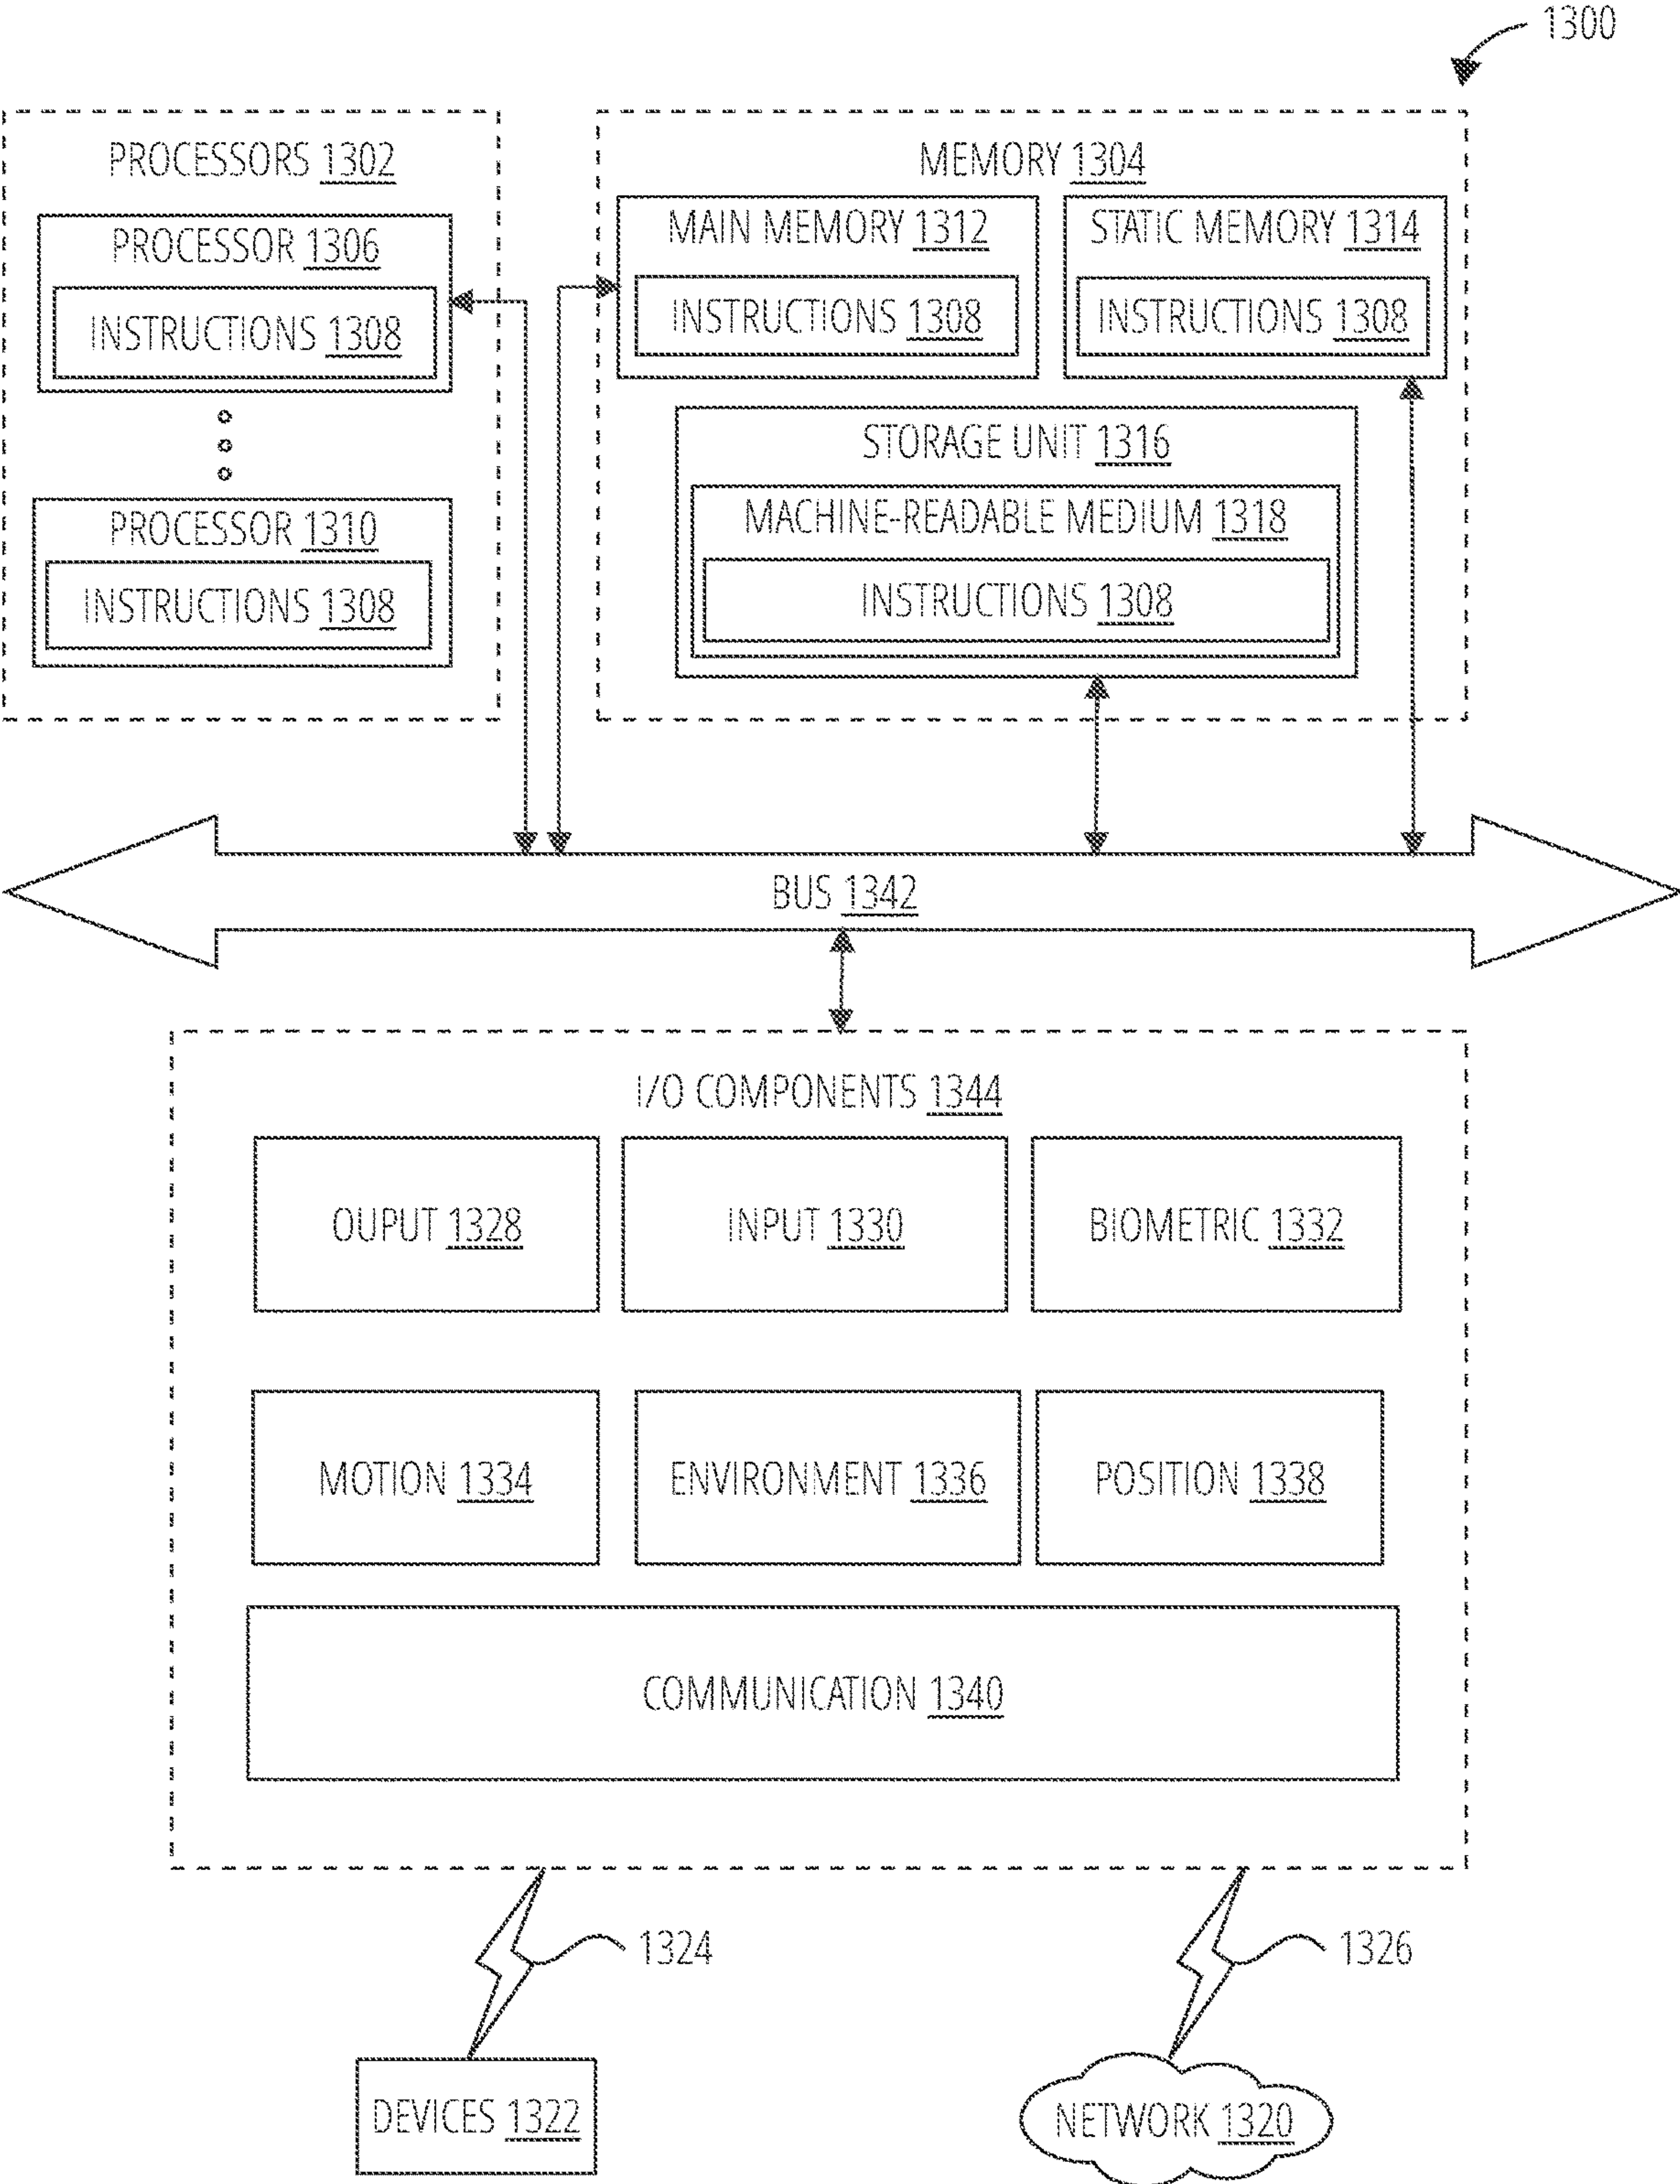 1300
PROCESSORS 1302
MEMORY 1304
PROCESSOR 1306
INSTRUCTIONS 1308
PROCESSOR 1310
INSTRUCTIONS 1308
MAIN MEMORY 1312
INSTRUCTIONS 1308
STATIC MEMORY 1314
INSTRUCTIONS 1308
STORAGE UNIT 1316
MACHINE-READABLE MEDIUM 1318
INSTRUCTIONS 1308
BUS 1342
I/O COMPONENTS 1344
OUPUT 1328
INPUT 1330
BIOMETRIC 1332
MOTION 1334
ENVIRONMENT 1336
POSITION 1338
COMMUNICATION 1340
1324
1326
DEVICES 1322
NETWORK 1320